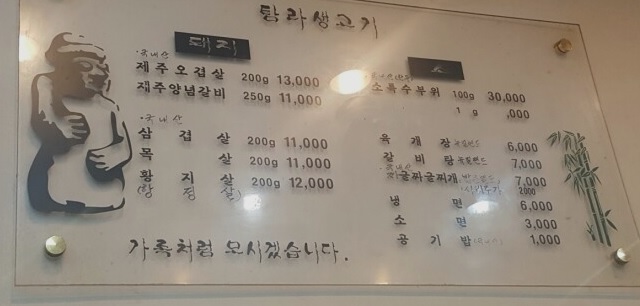 탐라생고기
돼지
국내산
제주오겹살 200g 13,000
재주양념갈비 250g 11,000
국내산
삼겹살 200g 11,000
목살 200g 11,000
황지살 200g 12,000
(항정살)
소
소특수부위 100g 30,000
1 g ,000
육개장 6,000
갈비탕 7,000
7,000
2000
냉면 6,000
소면 3,000
공기밥 1,000
가족처럼 모시겠습니다.